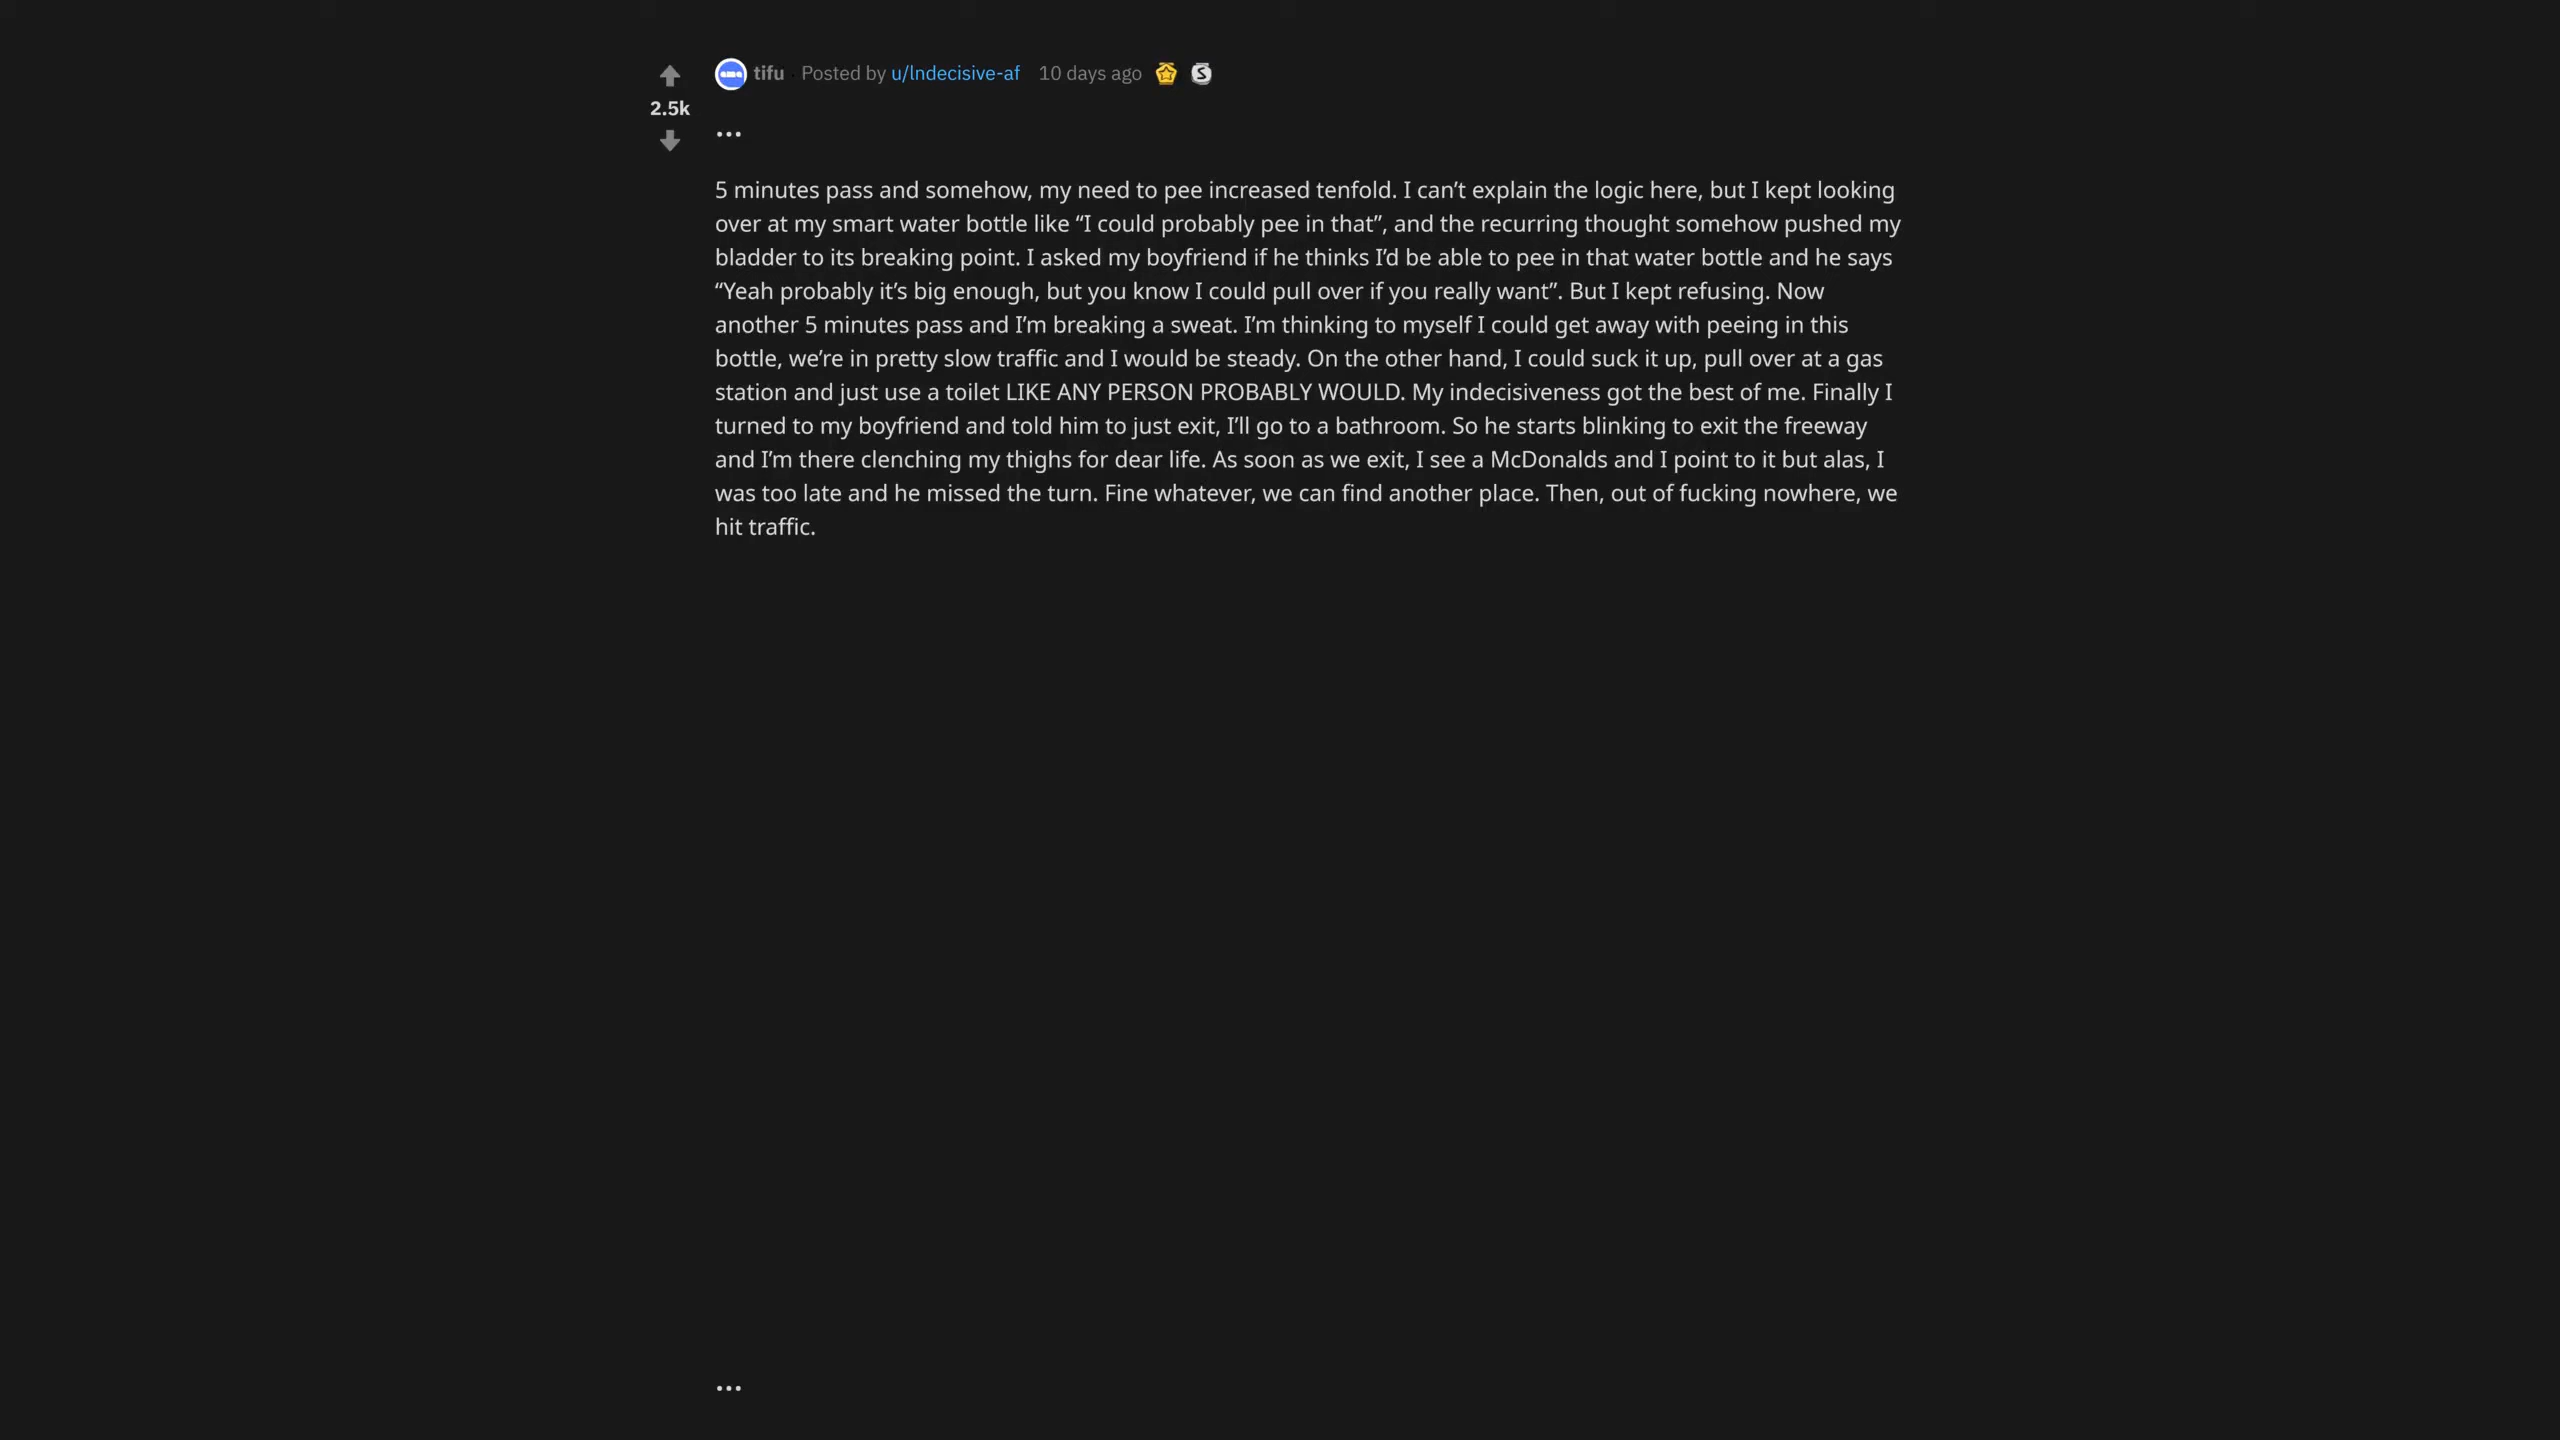 tifu · Posted by u/Indecisive-af 10 days ago
2.5k
...
5 minutes pass and somehow, my need to pee increased tenfold. I can’t explain the logic here, but I kept looking
over at my smart water bottle like “I could probably pee in that”, and the recurring thought somehow pushed my
bladder to its breaking point. I asked my boyfriend if he thinks I’d be able to pee in that water bottle and he says
“Yeah probably it’s big enough, but you know I could pull over if you really want”. But I kept refusing. Now
another 5 minutes pass and I’m breaking a sweat. I’m thinking to myself I could get away with peeing in this
bottle, we’re in pretty slow traffic and I would be steady. On the other hand, I could suck it up, pull over at a gas
station and just use a toilet LIKE ANY PERSON PROBABLY WOULD. My indecisiveness got the best of me. Finally I
turned to my boyfriend and told him to just exit, I’ll go to a bathroom. So he starts blinking to exit the freeway
and I’m there clenching my thighs for dear life. As soon as we exit, I see a McDonalds and I point to it but alas, I
was too late and he missed the turn. Fine whatever, we can find another place. Then, out of fucking nowhere, we
hit traffic.
...